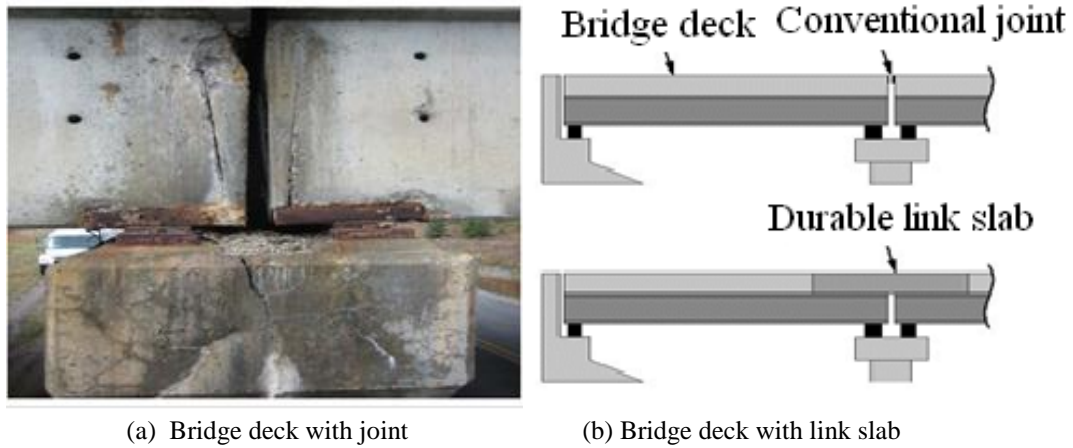 Bridge deck Conventional joint
Durable link slab
(a) Bridge deck with joint
(b) Bridge deck with link slab